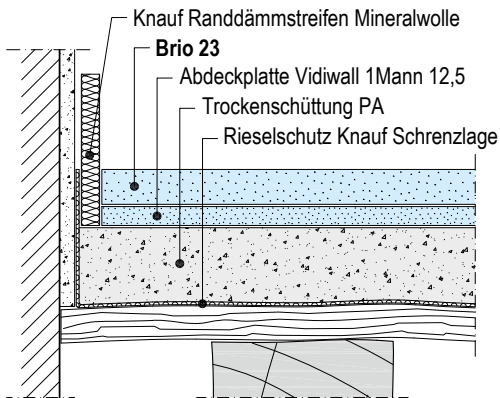 Knauf Randdämmstreifen Mineralwolle
Brio 23
Abdeckplatte Vidiwall 1Mann 12,5
Trockenschüttung PA
Rieselschutz Knauf Schrenzlage